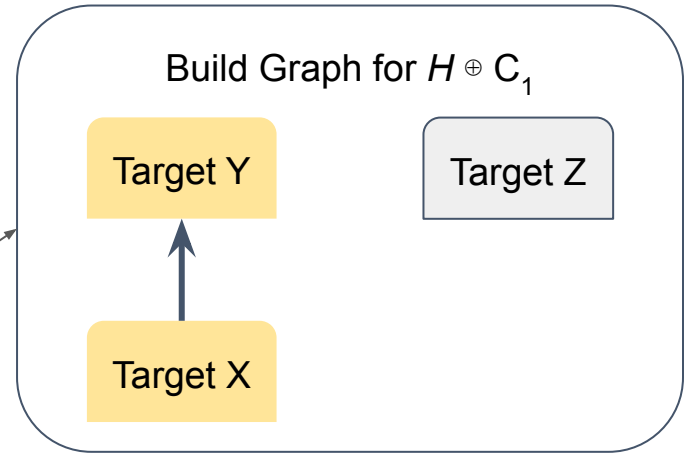 Build Graph for H ⊕ C₁
Target Y
Target Z
Target X